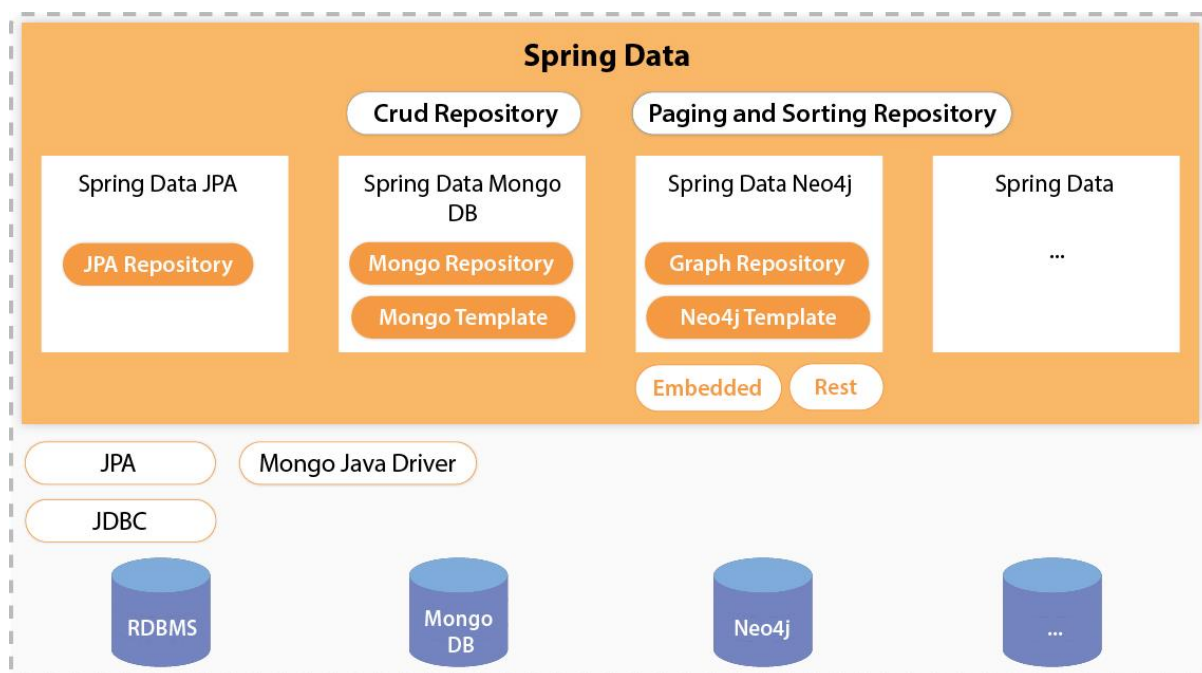 Spring Data
Crud Repository
Paging and Sorting Repository
Spring Data JPA
JPA Repository
Spring Data Mongo
DB
Mongo Repository
Mongo Template
Spring Data Neo4j
Graph Repository
Neo4j Template
Spring Data
...
Embedded
Rest
JPA
Mongo Java Driver
JDBC
RDBMS
Mongo
DB
Neo4j
...